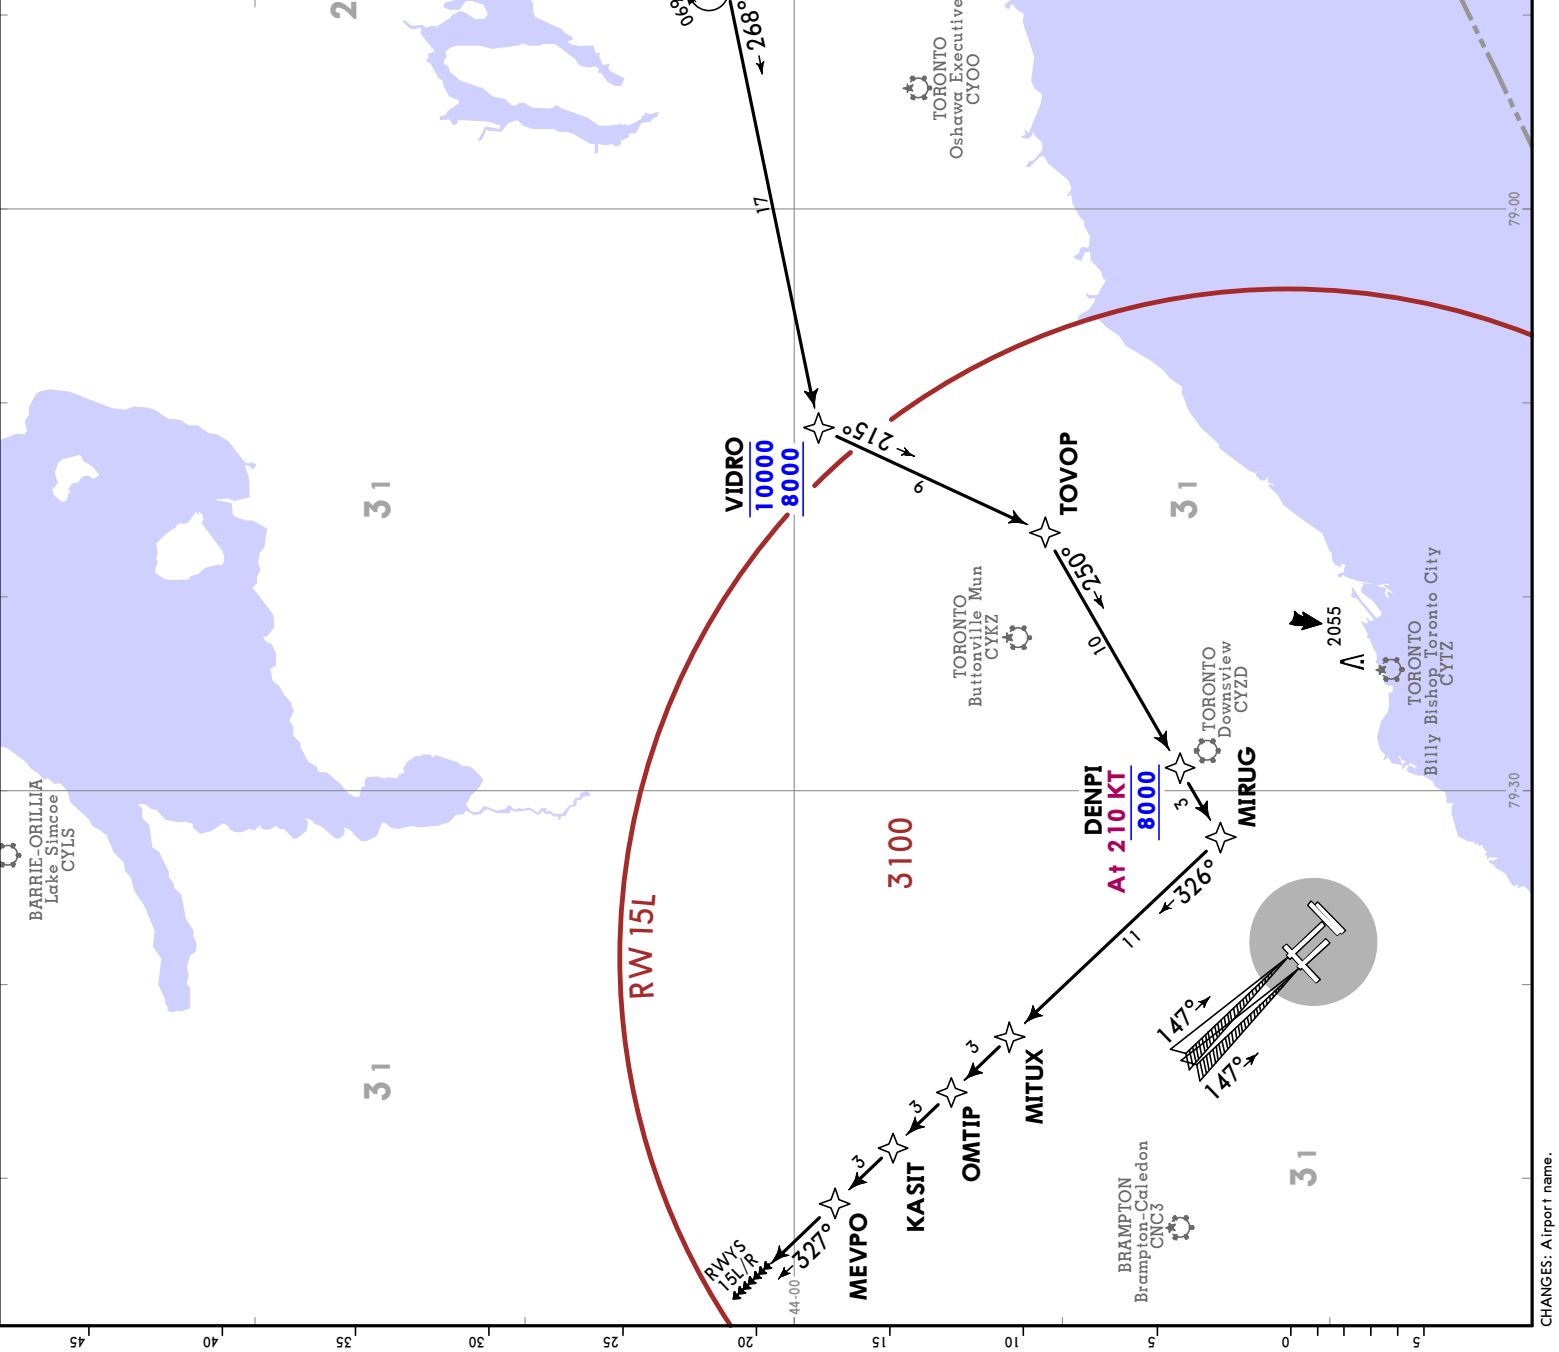 2
069
268°
TORONTO
Oshawa Executive
CYOO
17
79-00
VIDRO
10000
8000
215°
9
TOVOP
31
31
250°
10
TORONTO
Buttonville Mun
CYKZ
2055
TORONTO
Billy Bishop Toronto City
CYTZ
TORONTO
Downsview
CYZD
DENPI
At 210 KT
8000
3
MIRUG
79-30
BARRIE-ORILLIA
Lake Simcoe
CYLS
3100
RW 15L
326°
11
147°
147°
MITUX
3
OMTIP
3
KASIT
3
MEVPO
327°
RWYS
15L/R
44-00
31
31
BRAMPTON
Brampton-Caledon
CNC3
45
40
35
30
25
20
15
10
5
0
5
CHANGES: Airport name.